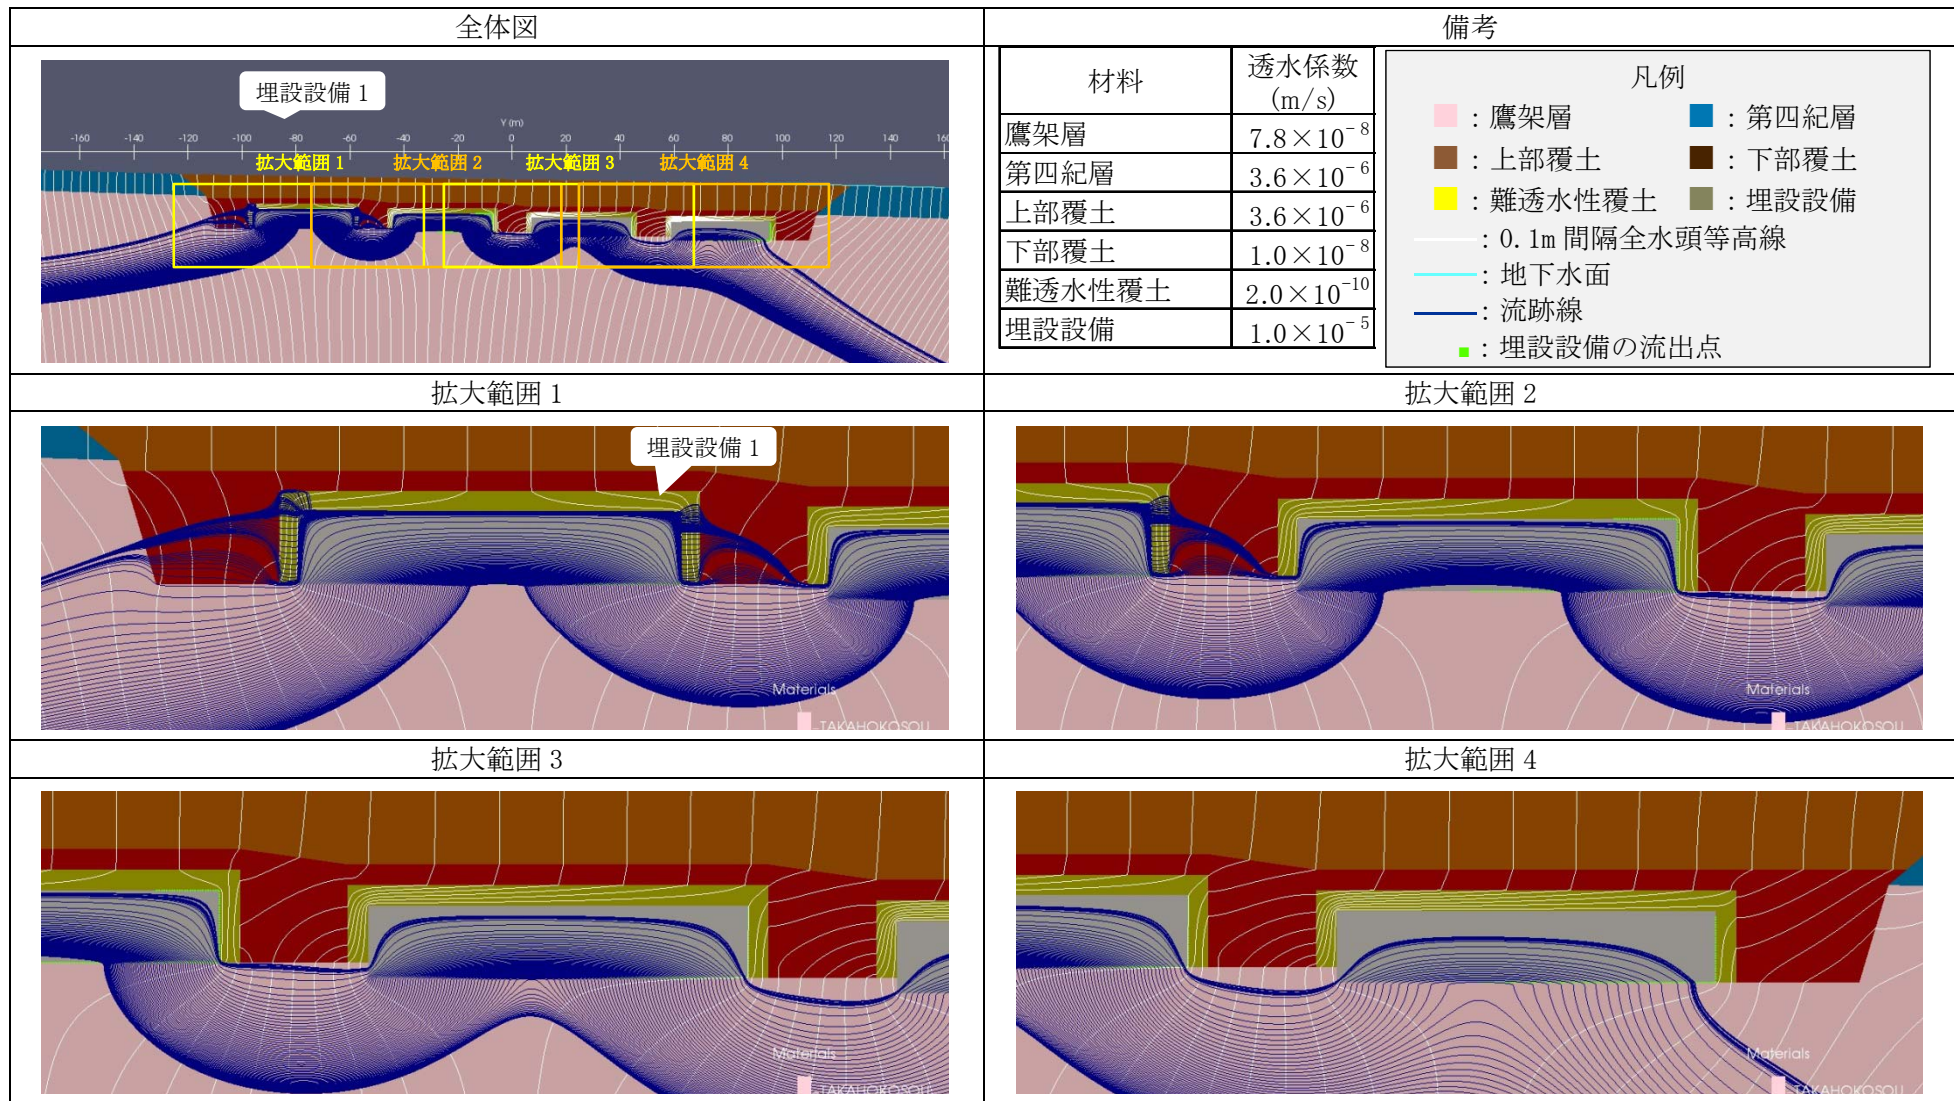 全体図
備考
埋設設備 1
Y (m)
-160 -140 -120 -100 -80 -60 -40 -20 0 20 40 60 80 100 120 140 160
拡大範囲 1 拡大範囲 2 拡大範囲 3 拡大範囲 4
材料 透水係数
(m/s)
鷹架層 7.8×10⁻⁸
第四紀層 3.6×10⁻⁶
上部覆土 3.6×10⁻⁶
下部覆土 1.0×10⁻⁸
難透水性覆土 2.0×10⁻¹⁰
埋設設備 1.0×10⁻⁵
凡例
:鷹架層 :第四紀層
:上部覆土 :下部覆土
:難透水性覆土 :埋設設備
:0.1m 間隔全水頭等高線
:地下水面
:流跡線
:埋設設備の流出点
拡大範囲 1
拡大範囲 2
埋設設備 1
Materials
TAKAHOKOSOU
Materials
TAKAHOKOSOU
拡大範囲 3
拡大範囲 4
Materials
TAKAHOKOSOU
Materials
TAKAHOKOSOU